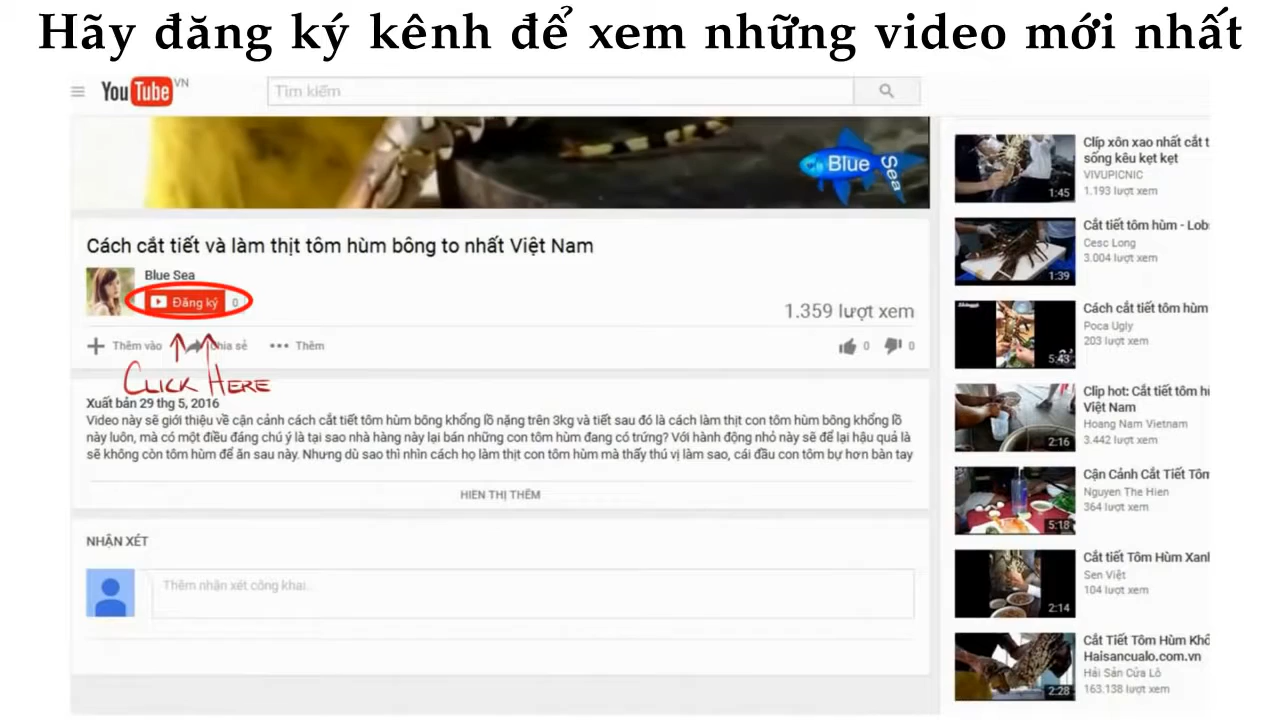 Hãy đăng ký kênh để xem những video mới nhất
YouTube VN
Tìm kiếm
Blue Sea
Cách cắt tiết và làm thịt tôm hùm bông to nhất Việt Nam
Blue Sea
Đăng ký 0
1.359 lượt xem
Thêm vào
Chia sẻ
Thêm
0
0
CLICK HERE
Xuất bản 29 thg 5, 2016
Video này sẽ giới thiệu về cận cảnh cách cắt tiết tôm hùm bông khổng lồ nặng trên 3kg và tiết sau đó là cách làm thịt con tôm hùm bông khổng lồ
này luôn, mà có một điều đáng chú ý là tại sao nhà hàng này lại bán những con tôm hùm đang có trứng? Với hành động nhỏ này sẽ để lại hậu quả là
sẽ không còn tôm hùm để ăn sau này. Nhưng dù sao thì nhìn cách họ làm thịt con tôm hùm mà thấy thú vị làm sao, cái đầu con tôm bự hơn bàn tay
HIỂN THỊ THÊM
NHẬN XÉT
Thêm nhận xét công khai..
Clíp xôn xao nhất cắt t
sống kêu kẹt kẹt
VIVUPICNIC
1.193 lượt xem
1:45
Cắt tiết tôm hùm - Lob
Cesc Long
3.004 lượt xem
1:39
Cách cắt tiết tôm hùm
Poca Ugly
203 lượt xem
5:43
Clip hot: Cắt tiết tôm hù
Việt Nam
Hoang Nam Vietnam
3.442 lượt xem
2:16
Cận Cảnh Cắt Tiết Tôm
Nguyen The Hien
364 lượt xem
5:18
Cắt tiết Tôm Hùm Xanh
Sen Việt
104 lượt xem
2:14
Cắt Tiết Tôm Hùm Khổ
Haisancualo.com.vn
Hải Sản Cửa Lò
163.138 lượt xem
2:28